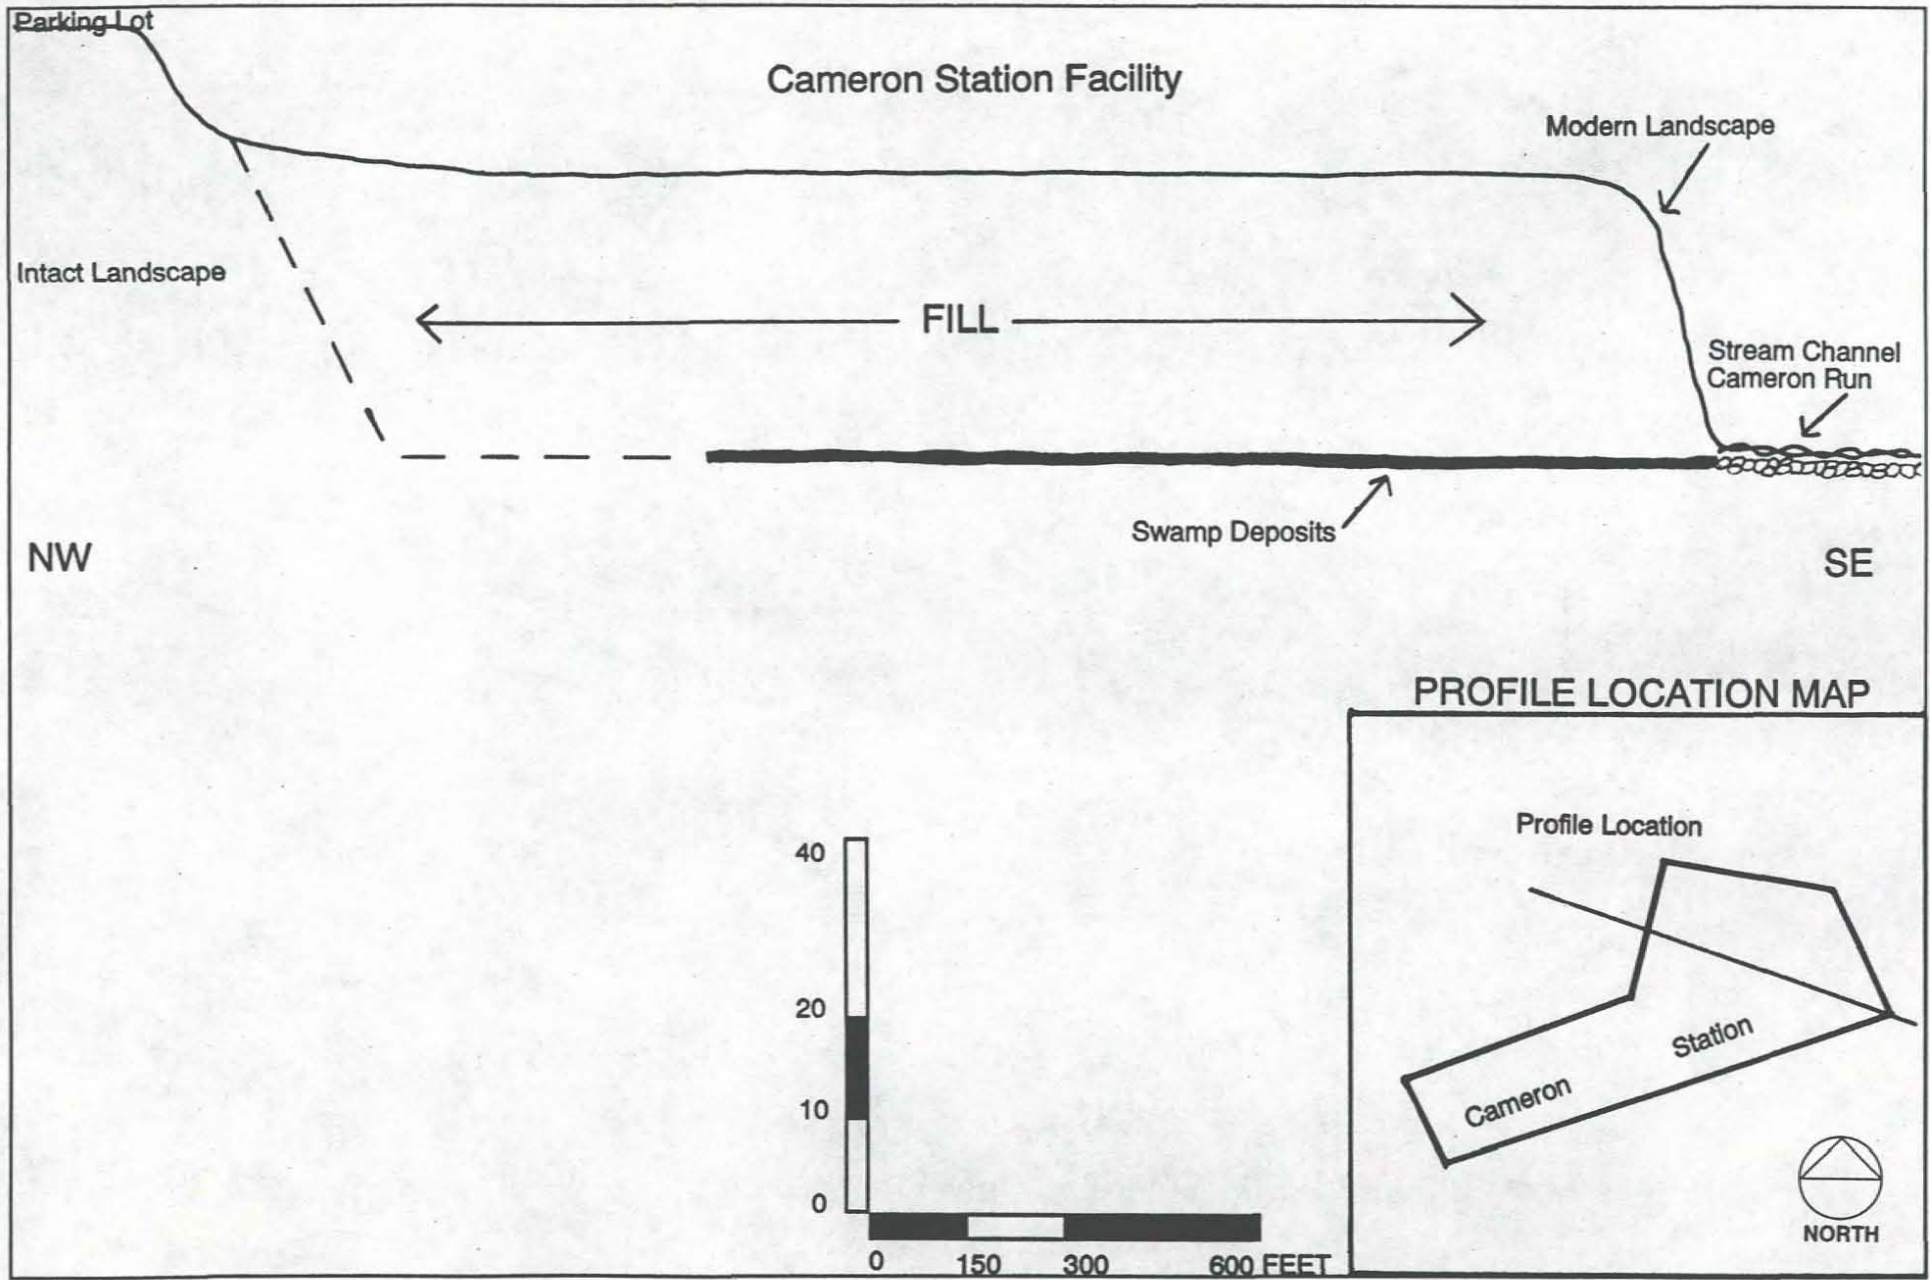 Parking Lot
Cameron Station Facility
Modern Landscape
Intact Landscape
FILL
Stream Channel
Cameron Run
Swamp Deposits
NW
SE
PROFILE LOCATION MAP
Profile Location
Station
Cameron
NORTH
40
20
10
0
0 150 300 600 FEET